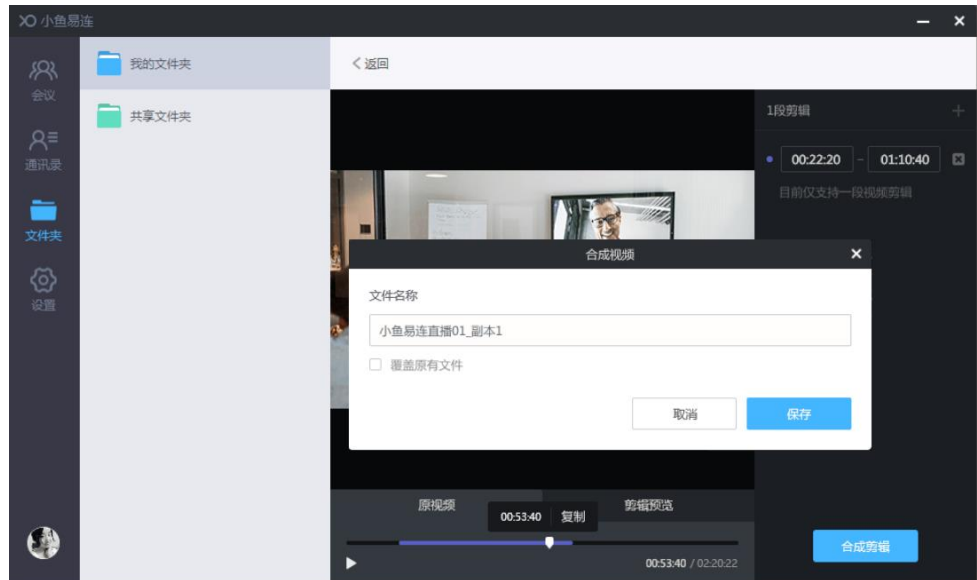 小鱼易连
会议
通讯录
文件夹
设置
我的文件夹
共享文件夹
返回
1段剪辑
00:22:20 - 01:10:40
目前仅支持一段视频剪辑
合成视频
文件名称
小鱼易连直播01_副本1
覆盖原有文件
取消 保存
原视频 剪辑预览
00:53:40 复制
00:53:40 / 02:20:22
合成剪辑